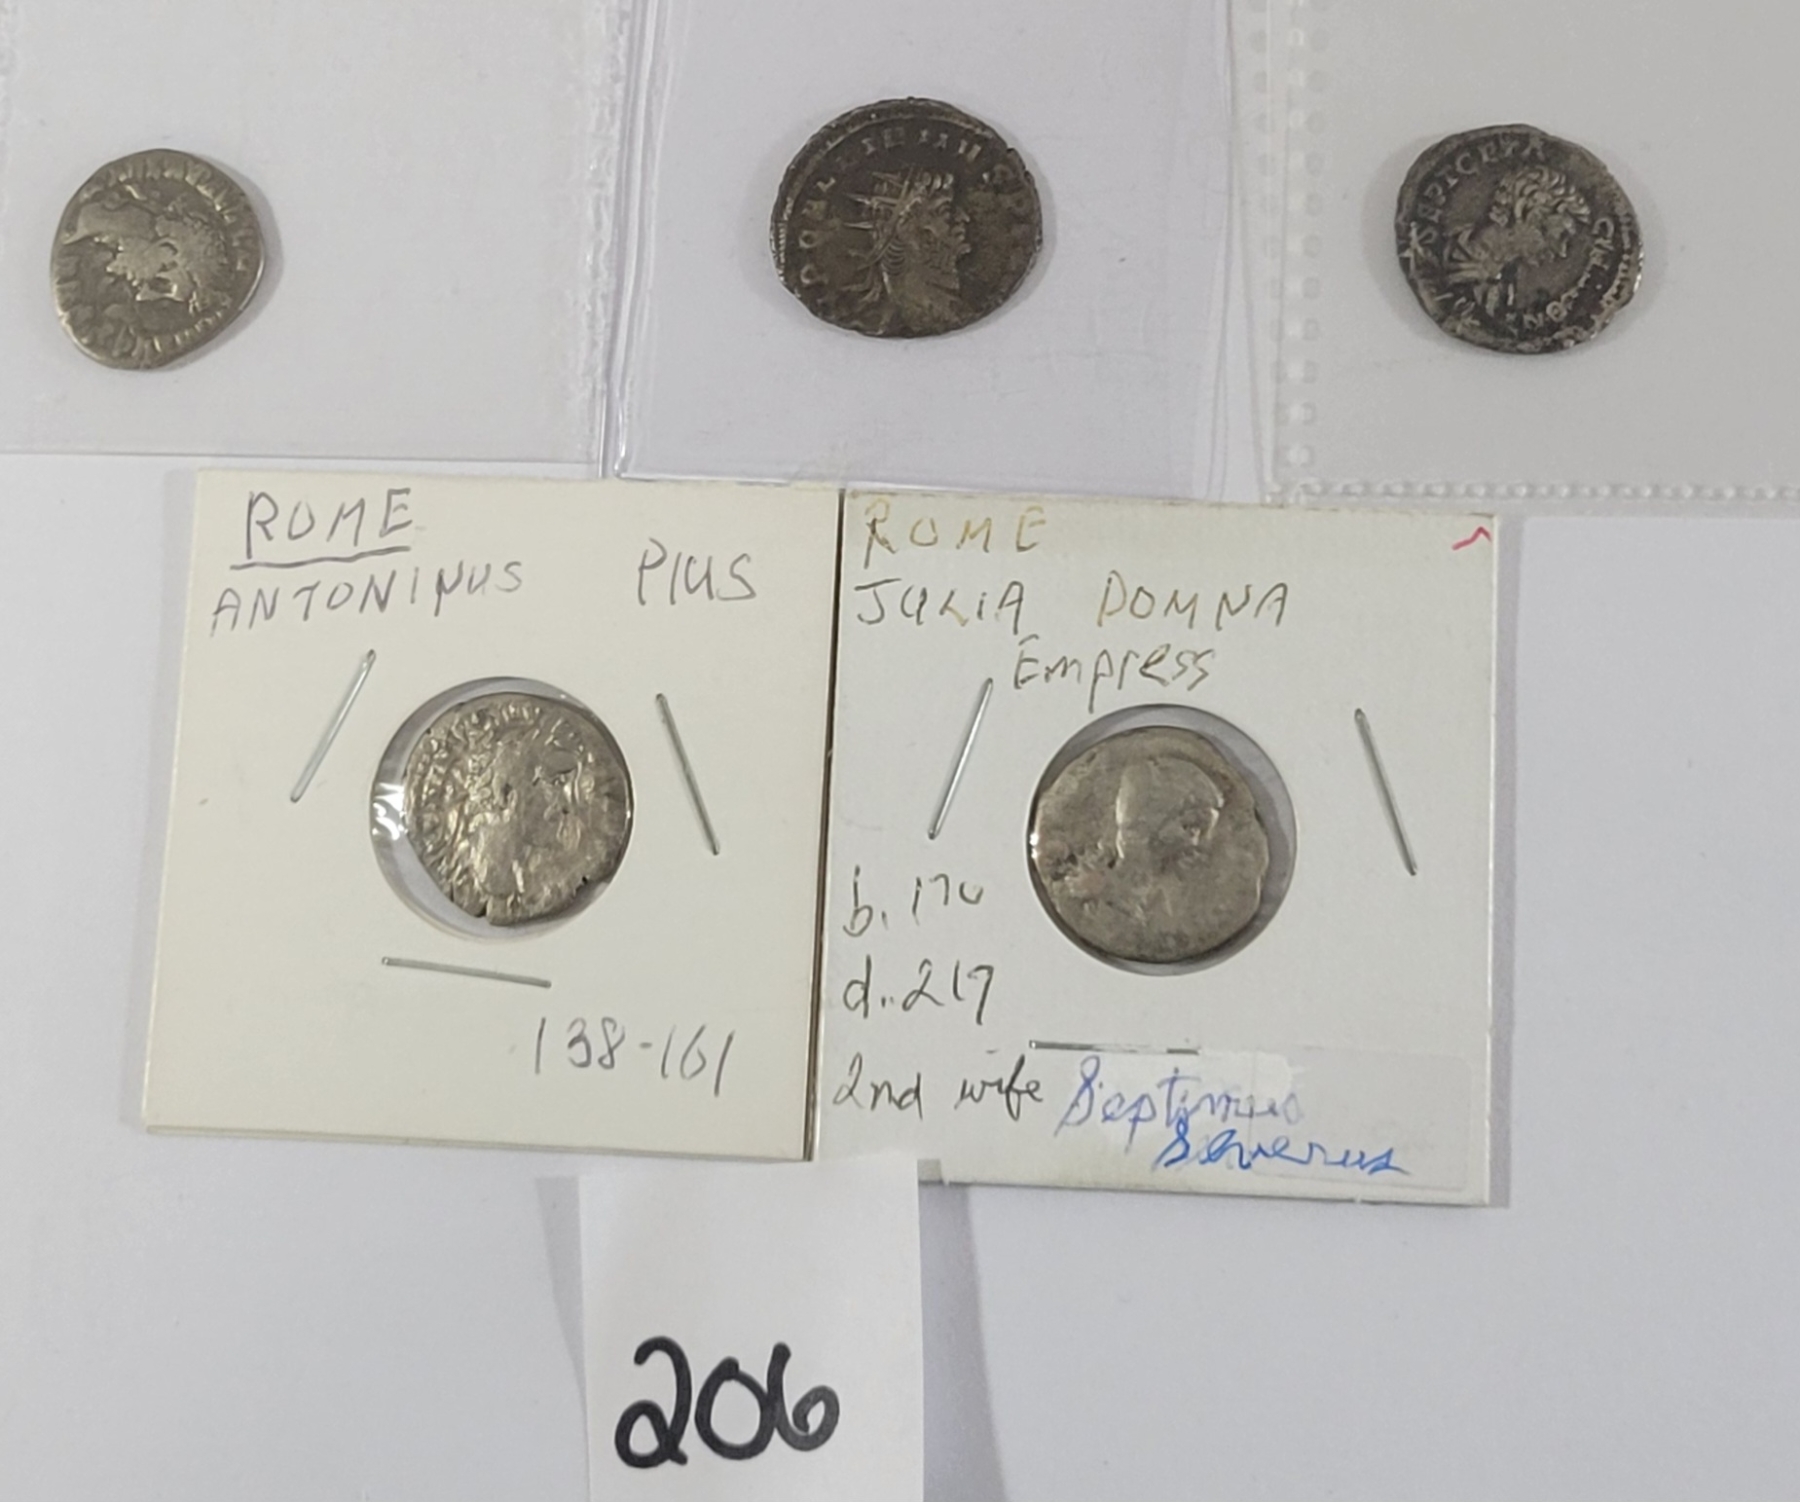 ROME
ANTONINUS PIUS
138-161
ROME
JULIA DOMNA
Empress
b. 170
d. 217
2nd wife Septimus
Severus
206